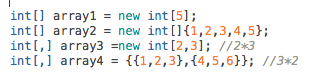 int[] array1 = new int[5];
int[] array2 = new int[]{1,2,3,4,5};
int[,] array3 =new int[2,3]; //2*3
int[,] array4 = {{1,2,3},{4,5,6}}; //3*2